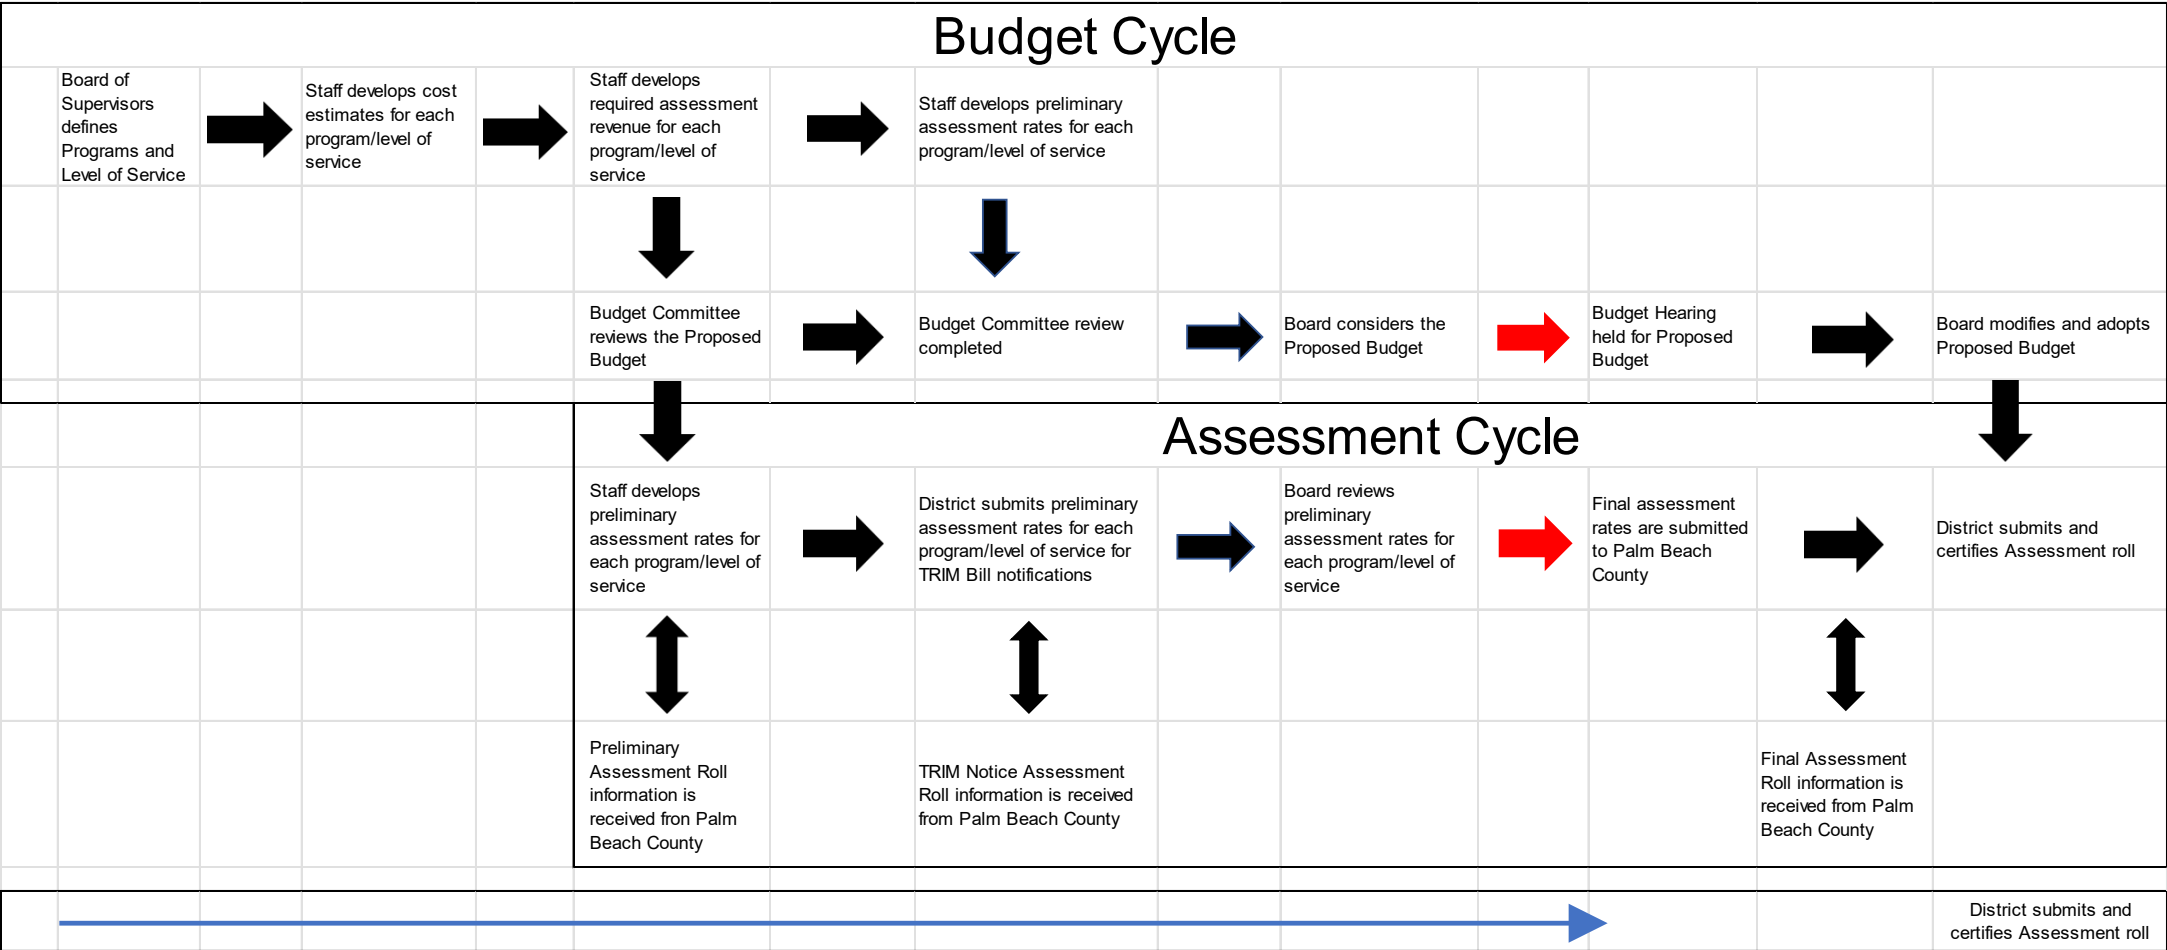 Budget Cycle
Board of
Supervisors
defines
Programs and
Level of Service
Staff develops cost
estimates for each
program/level of
service
Staff develops
required assessment
revenue for each
program/level of
service
Staff develops preliminary
assessment rates for each
program/level of service
Budget Committee
reviews the Proposed
Budget
Budget Committee review
completed
Board considers the
Proposed Budget
Budget Hearing
held for Proposed
Budget
Board modifies and adopts
Proposed Budget
Assessment Cycle
Staff develops
preliminary
assessment rates for
each program/level of
service
District submits preliminary
assessment rates for each
program/level of service for
TRIM Bill notifications
Board reviews
preliminary
assessment rates for
each program/level of
service
Final assessment
rates are submitted
to Palm Beach
County
District submits and
certifies Assessment roll
Preliminary
Assessment Roll
information is
received fron Palm
Beach County
TRIM Notice Assessment
Roll information is received
from Palm Beach County
Final Assessment
Roll information is
received from Palm
Beach County
District submits and
certifies Assessment roll